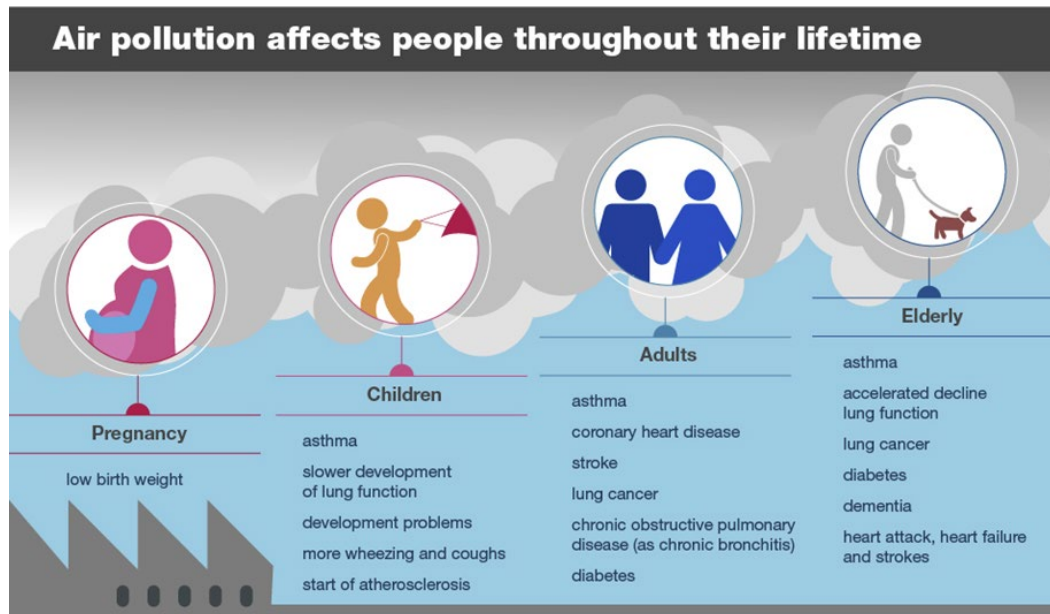 Air pollution affects people throughout their lifetime
Pregnancy
low birth weight
Children
asthma
slower development
of lung function
development problems
more wheezing and coughs
start of atherosclerosis
Adults
asthma
coronary heart disease
stroke
lung cancer
chronic obstructive pulmonary
disease (as chronic bronchitis)
diabetes
Elderly
asthma
accelerated decline
lung function
lung cancer
diabetes
dementia
heart attack, heart failure
and strokes